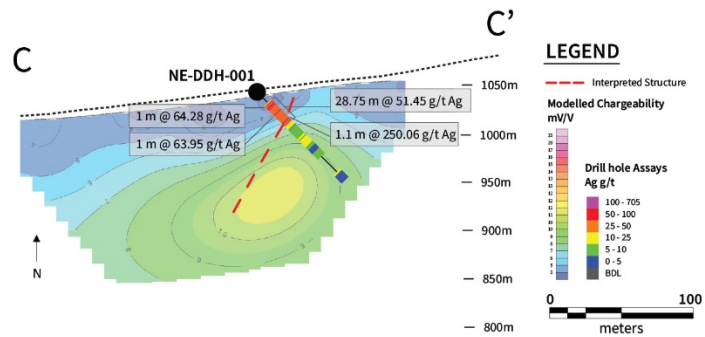 C
C’
NE-DDH-001
1 m @ 64.28 g/t Ag
1 m @ 63.95 g/t Ag
28.75 m @ 51.45 g/t Ag
1.1 m @ 250.06 g/t Ag
1050m
1000m
950m
900m
850m
800m
N
LEGEND
Interpreted Structure
Modelled Chargeability
mV/V
Drill hole Assays
Ag g/t
100 - 705
50 - 100
25 - 50
10 - 25
5 - 10
0 - 5
BDL
0 100
meters